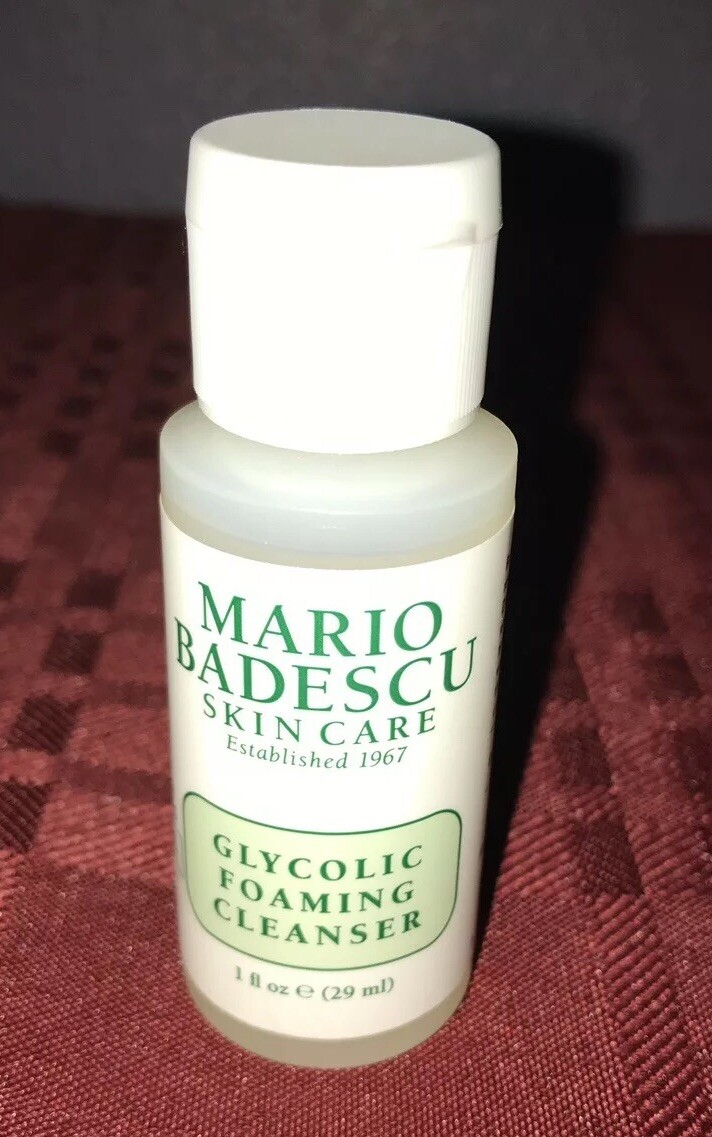 MARIO
BADESCU
SKIN CARE
Established 1967
GLYCOLIC
FOAMING
CLEANSER
1 fl oz ℮ (29 ml)